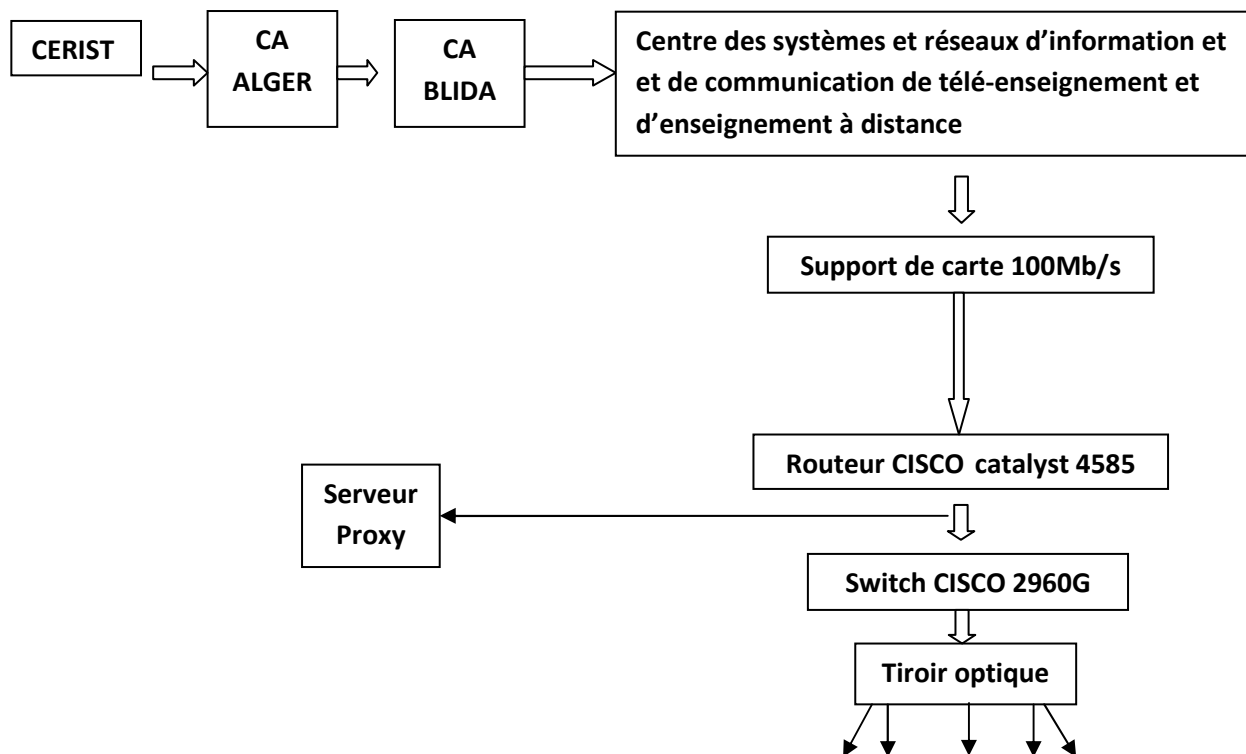 CERIST
CA
ALGER
CA
BLIDA
Centre des systèmes et réseaux d’information et
et de communication de télé-enseignement et
d’enseignement à distance
Support de carte 100Mb/s
Routeur CISCO catalyst 4585
Serveur
Proxy
Switch CISCO 2960G
Tiroir optique